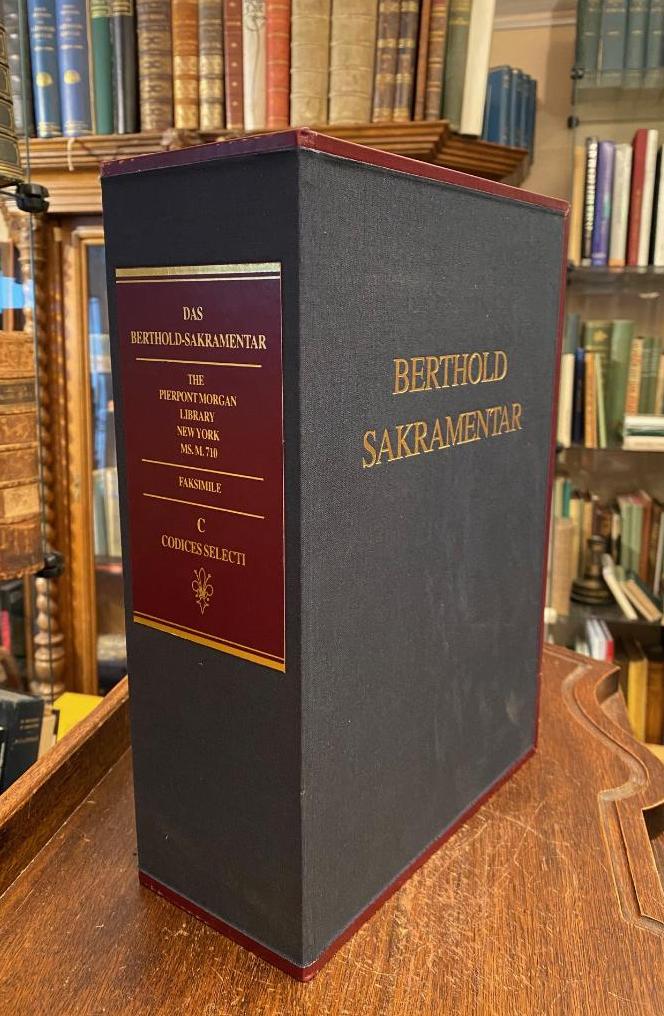 DAS
BERTHOLD-SAKRAMENTAR
THE
PIERPONT MORGAN
LIBRARY
NEW YORK
MS. M. 710
FAKSIMILE
C
CODICES SELECTI
BERTHOLD
SAKRAMENTAR